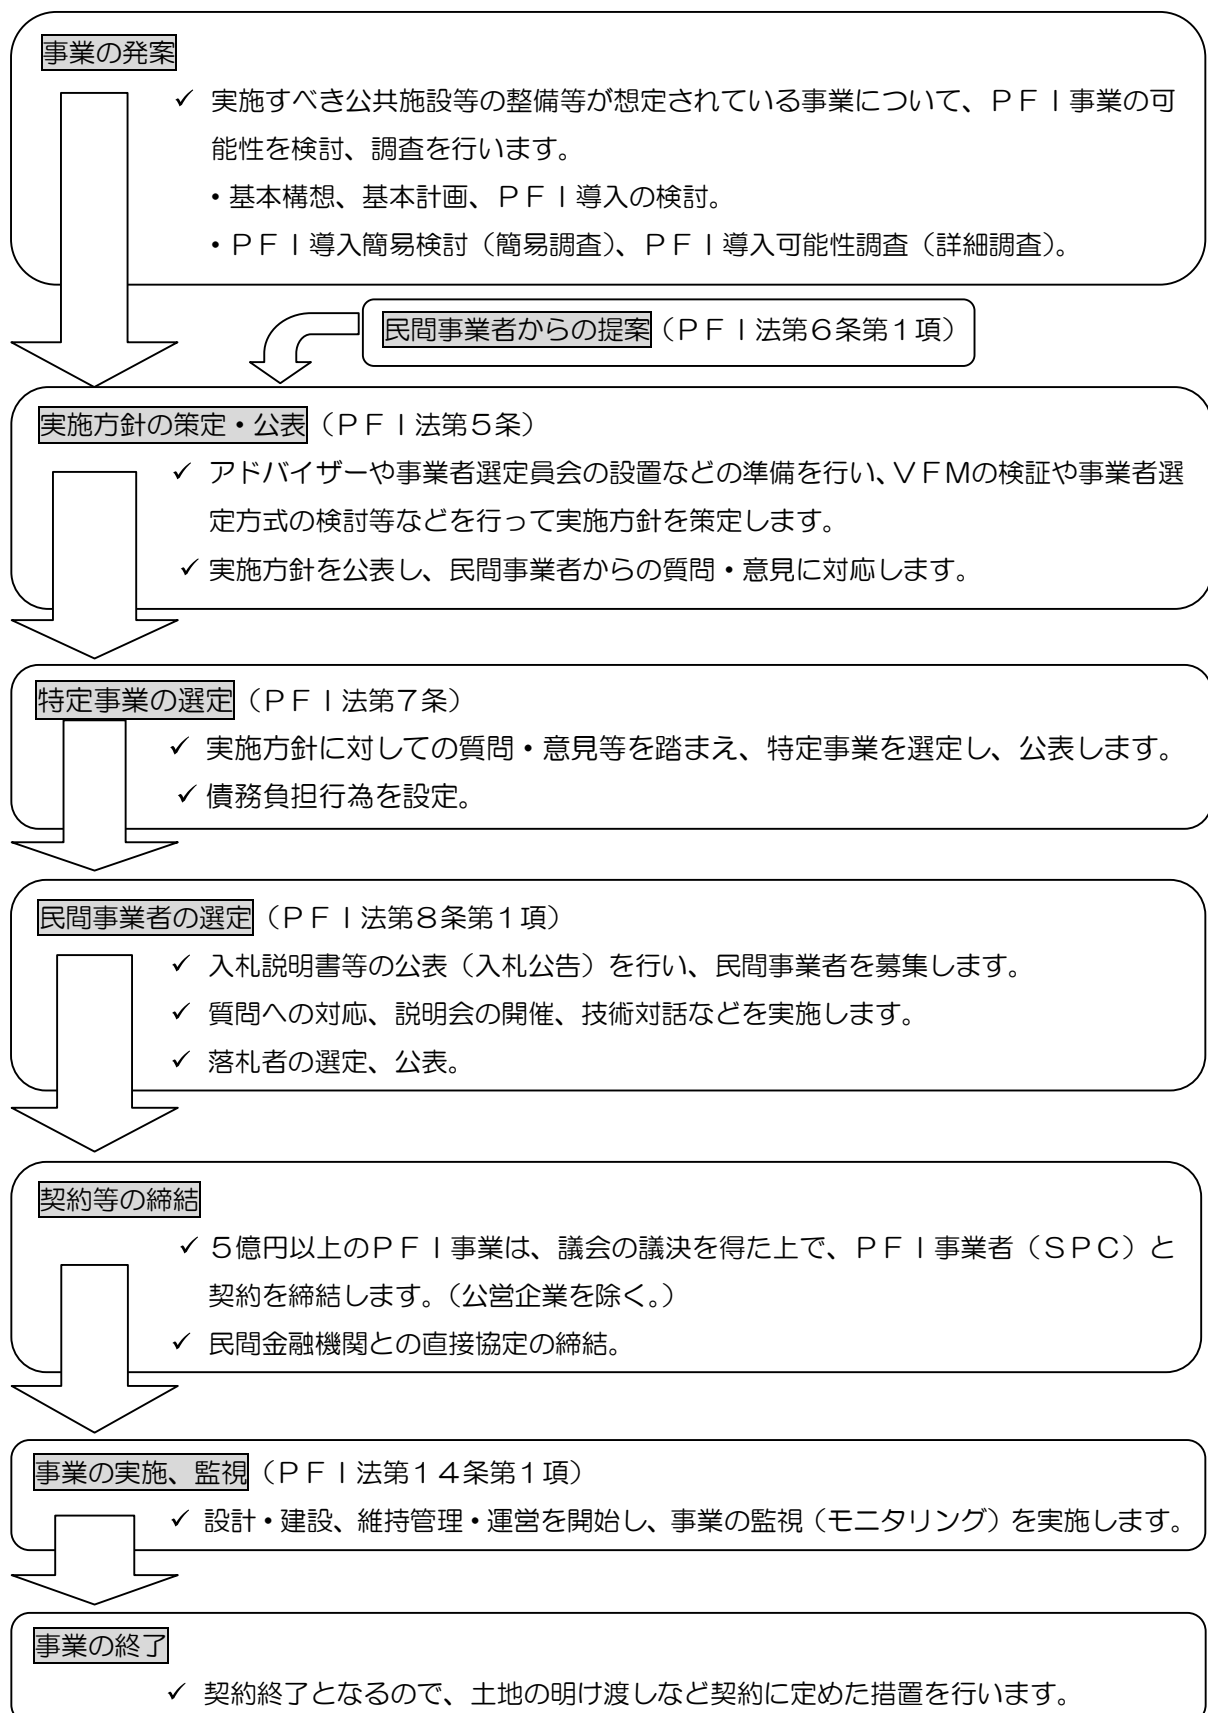 事業の発案
✓ 実施すべき公共施設等の整備等が想定されている事業について、ＰＦＩ事業の可
能性を検討、調査を行います。
・基本構想、基本計画、ＰＦＩ導入の検討。
・ＰＦＩ導入簡易検討（簡易調査）、ＰＦＩ導入可能性調査（詳細調査）。
民間事業者からの提案（ＰＦＩ法第６条第１項）
実施方針の策定・公表（ＰＦＩ法第５条）
✓ アドバイザーや事業者選定員会の設置などの準備を行い、ＶＦＭの検証や事業者選
定方式の検討等などを行って実施方針を策定します。
✓ 実施方針を公表し、民間事業者からの質問・意見に対応します。
特定事業の選定（ＰＦＩ法第７条）
✓ 実施方針に対しての質問・意見等を踏まえ、特定事業を選定し、公表します。
✓ 債務負担行為を設定。
民間事業者の選定（ＰＦＩ法第８条第１項）
✓ 入札説明書等の公表（入札公告）を行い、民間事業者を募集します。
✓ 質問への対応、説明会の開催、技術対話などを実施します。
✓ 落札者の選定、公表。
契約等の締結
✓ ５億円以上のＰＦＩ事業は、議会の議決を得た上で、ＰＦＩ事業者（ＳＰＣ）と
契約を締結します。（公営企業を除く。）
✓ 民間金融機関との直接協定の締結。
事業の実施、監視（ＰＦＩ法第１４条第１項）
✓ 設計・建設、維持管理・運営を開始し、事業の監視（モニタリング）を実施します。
事業の終了
✓ 契約終了となるので、土地の明け渡しなど契約に定めた措置を行います。